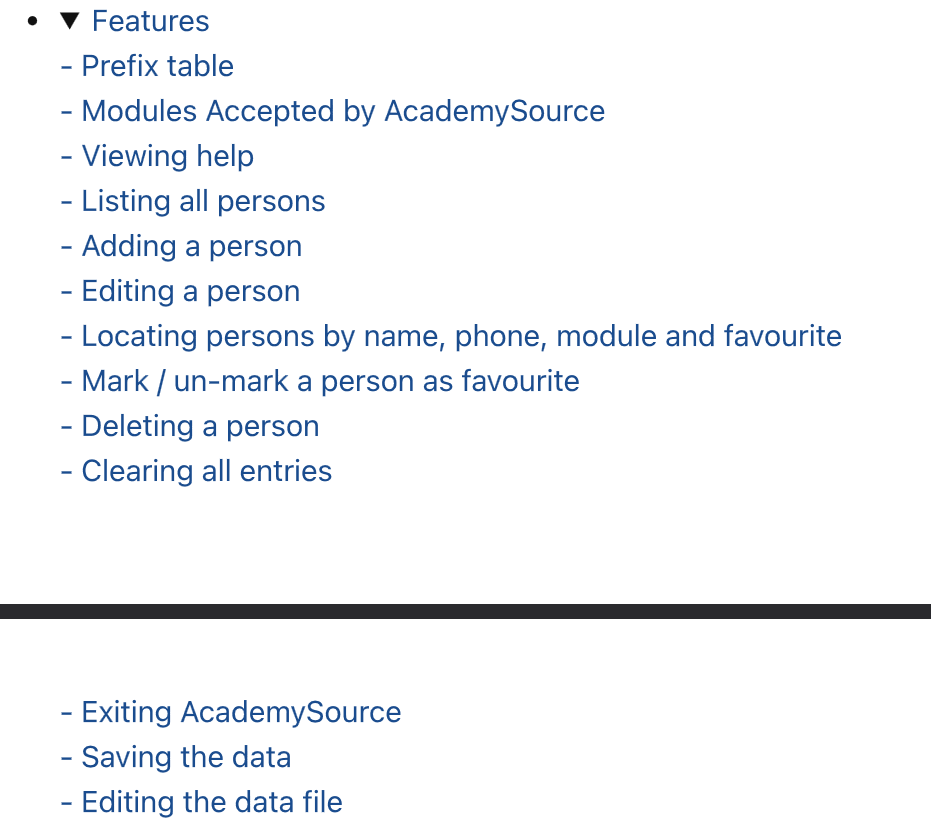 • ▼ Features
- Prefix table
- Modules Accepted by AcademySource
- Viewing help
- Listing all persons
- Adding a person
- Editing a person
- Locating persons by name, phone, module and favourite
- Mark / un-mark a person as favourite
- Deleting a person
- Clearing all entries
- Exiting AcademySource
- Saving the data
- Editing the data file